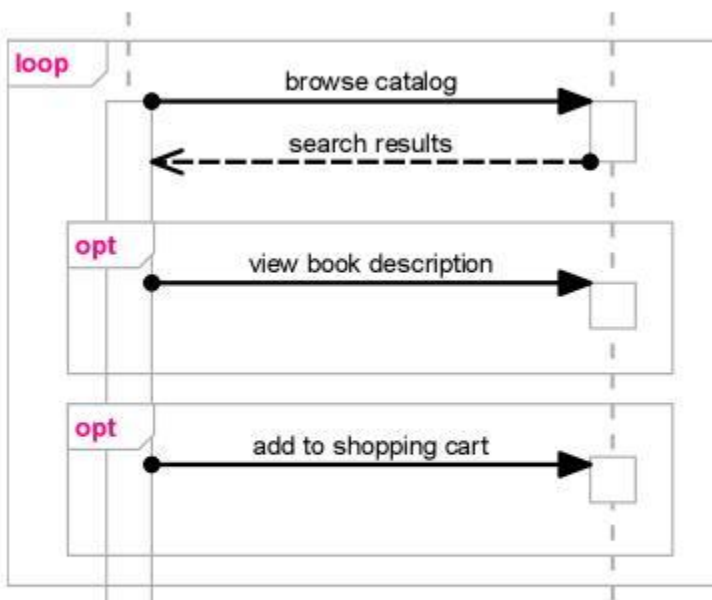 loop
browse catalog
search results
opt
view book description
opt
add to shopping cart